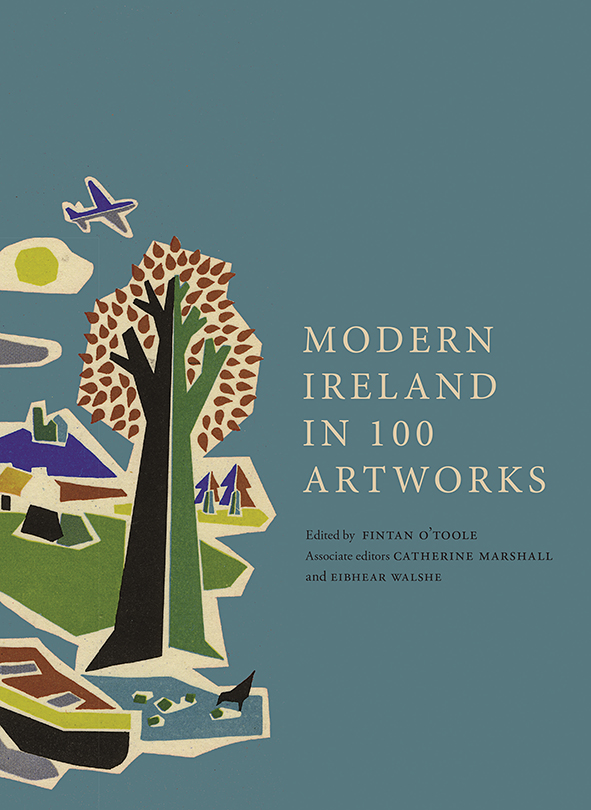 MODERN
IRELAND
IN 100
ARTWORKS
Edited by FINTAN O'TOOLE
Associate editors CATHERINE MARSHALL
and EIBHEAR WALSHE